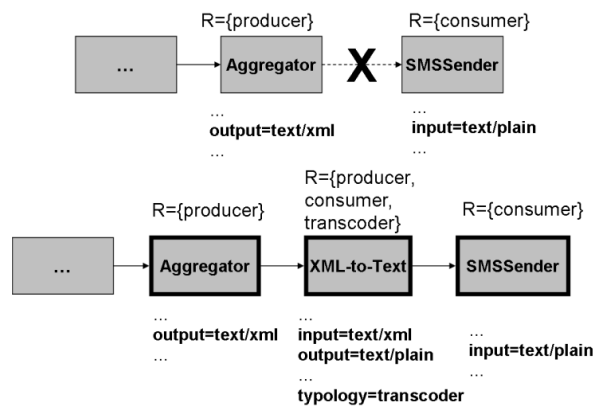 R={producer}
R={consumer}
...
Aggregator
X
SMSSender
...
output=text/xml
...
...
input=text/plain
...
R={producer}
R={producer,
consumer,
transcoder}
R={consumer}
...
Aggregator
XML-to-Text
SMSSender
...
output=text/xml
...
...
input=text/xml
output=text/plain
...
typology=transcoder
...
input=text/plain
...